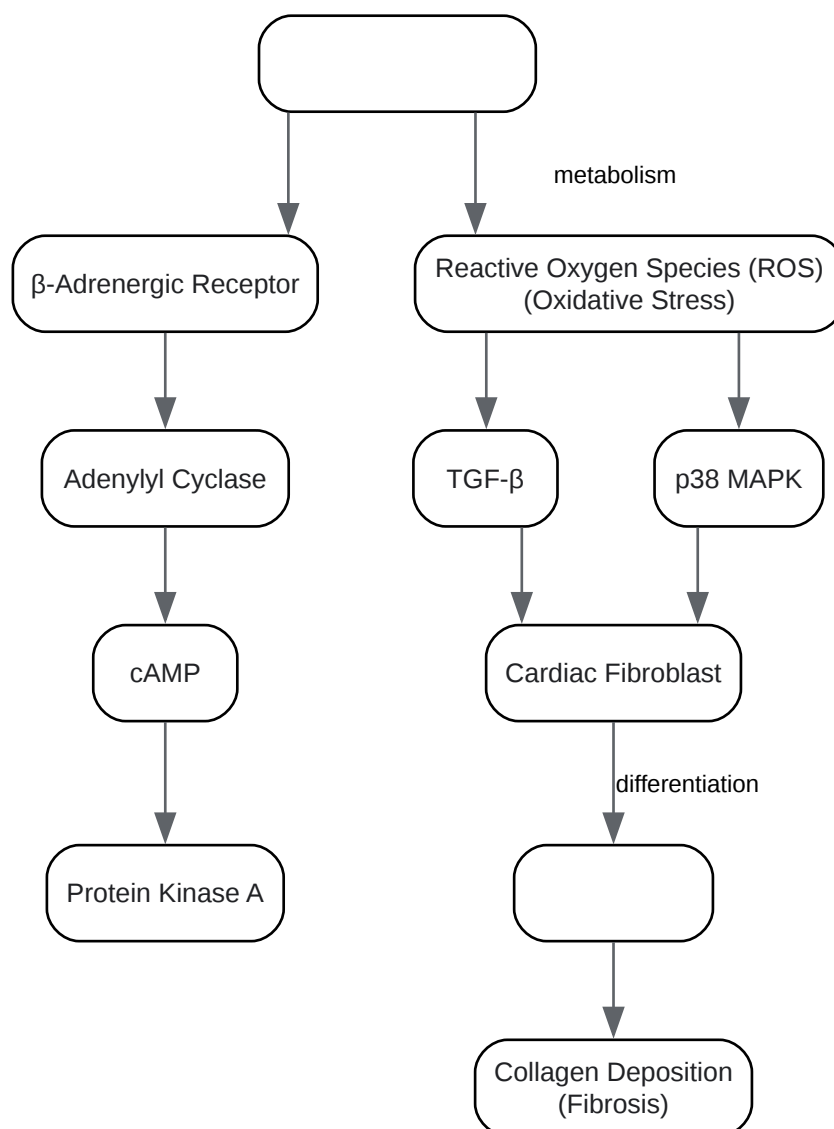 metabolism
β-Adrenergic Receptor
Reactive Oxygen Species (ROS)
(Oxidative Stress)
Adenylyl Cyclase
TGF-β
p38 MAPK
cAMP
Cardiac Fibroblast
differentiation
Protein Kinase A
Collagen Deposition
(Fibrosis)